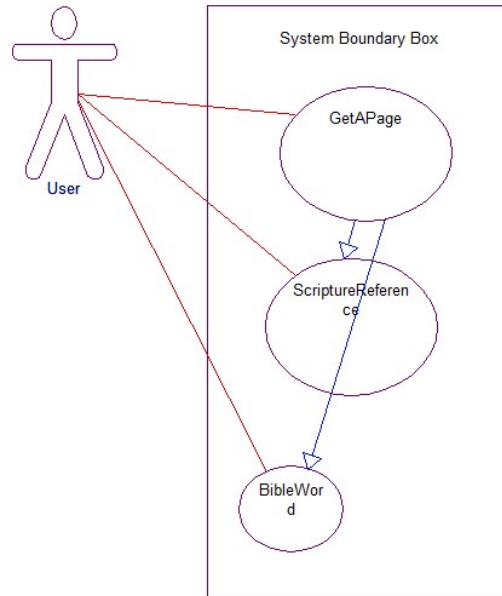 System Boundary Box
GetAPage
User
ScriptureReferen
ce
BibleWor
d